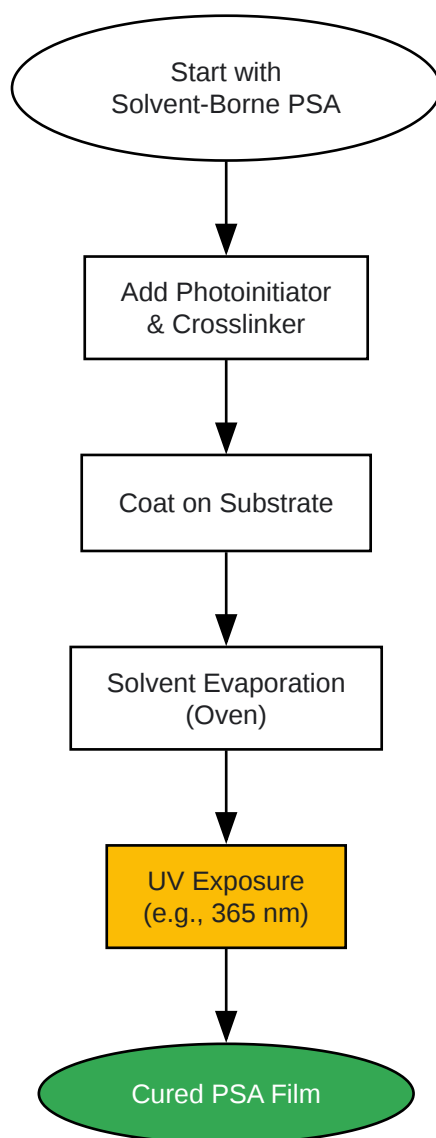 Start with
Solvent-Borne PSA
Add Photoinitiator
& Crosslinker
Coat on Substrate
Solvent Evaporation
(Oven)
UV Exposure
(e.g., 365 nm)
Cured PSA Film